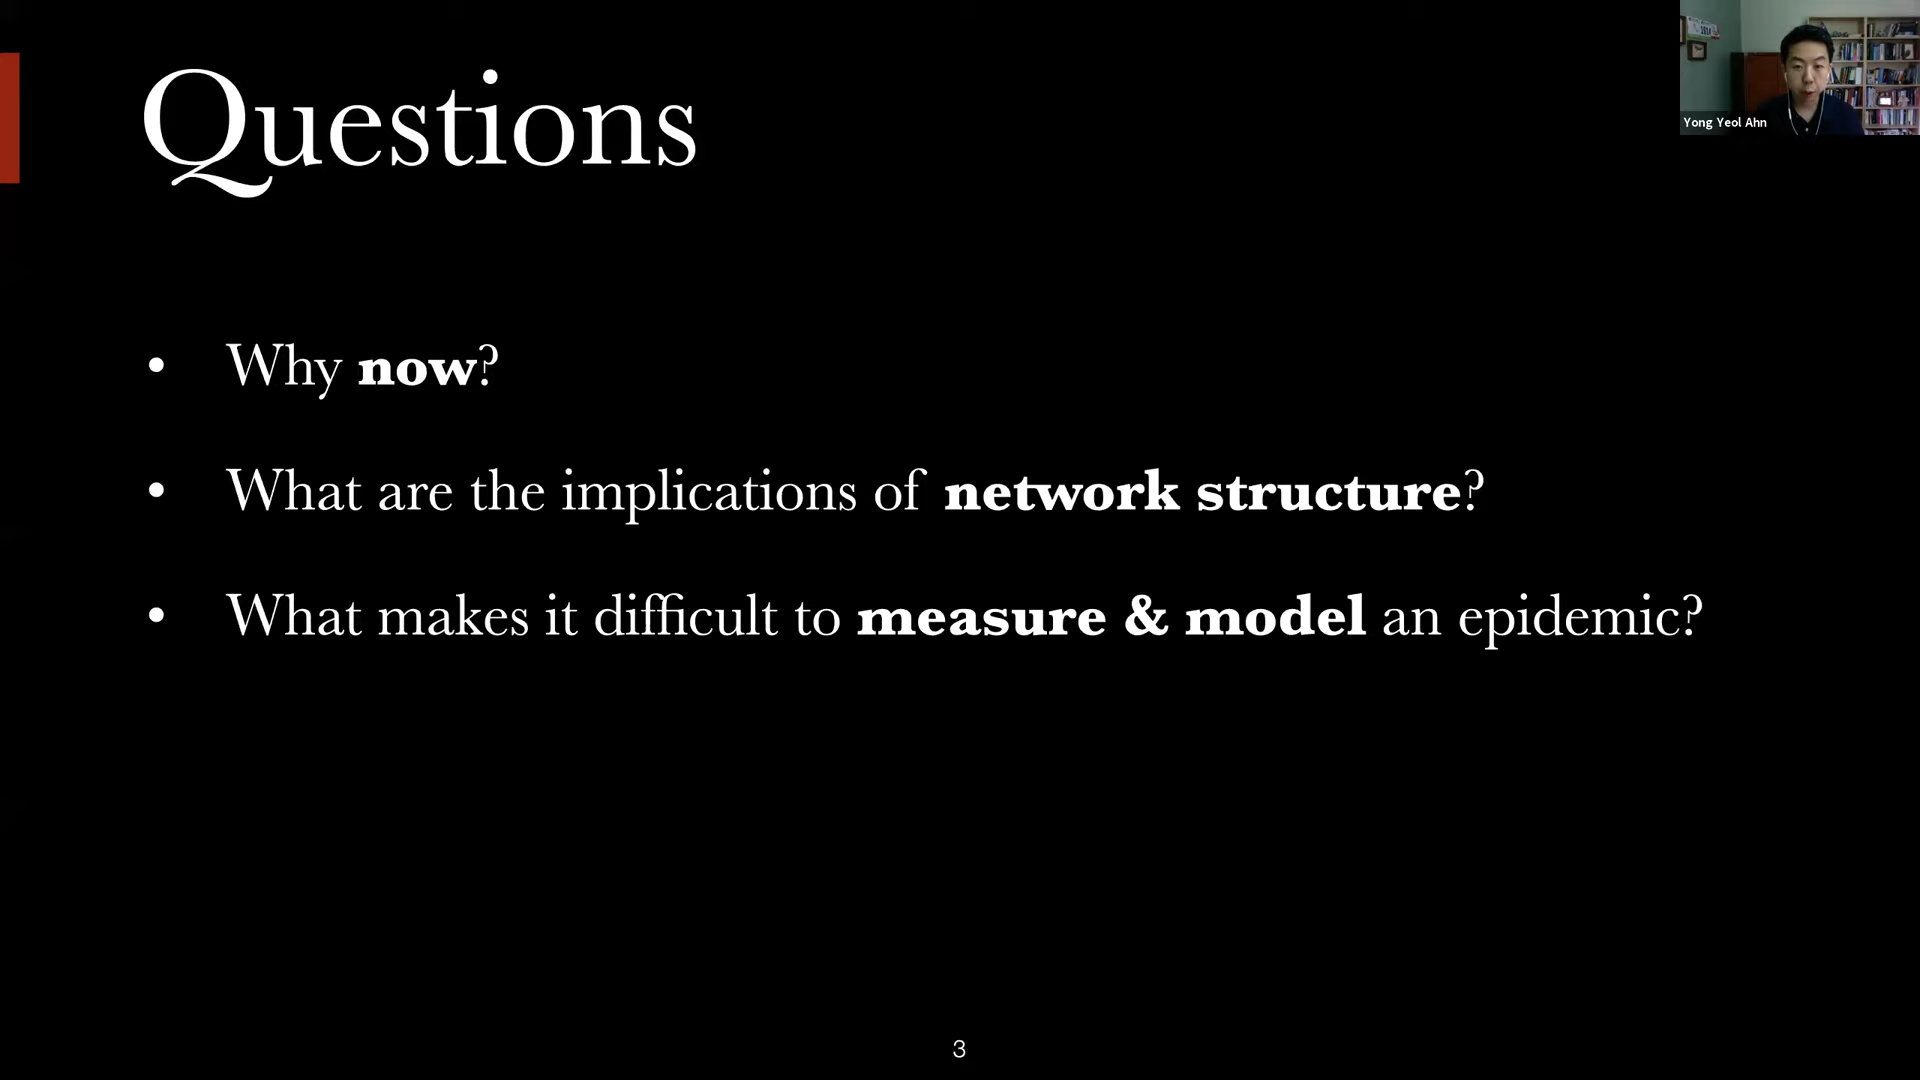 Questions
Yong Yeol Ahn
• Why now?
• What are the implications of network structure?
• What makes it difficult to measure & model an epidemic?
3